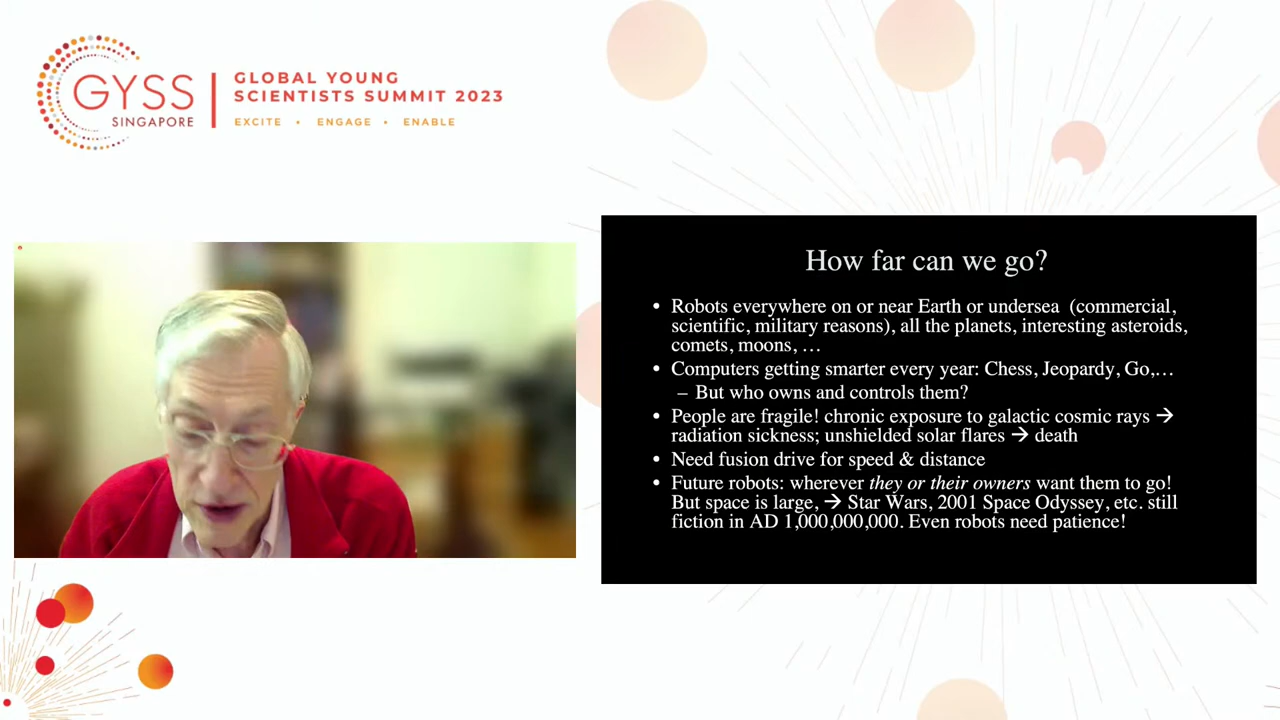 GYSS
SINGAPORE
GLOBAL YOUNG
SCIENTISTS SUMMIT 2023
EXCITE • ENGAGE • ENABLE
How far can we go?
• Robots everywhere on or near Earth or undersea (commercial,
scientific, military reasons), all the planets, interesting asteroids,
comets, moons, …
• Computers getting smarter every year: Chess, Jeopardy, Go,…
– But who owns and controls them?
• People are fragile! chronic exposure to galactic cosmic rays →
radiation sickness; unshielded solar flares → death
• Need fusion drive for speed & distance
• Future robots: wherever they or their owners want them to go!
But space is large, → Star Wars, 2001 Space Odyssey, etc. still
fiction in AD 1,000,000,000. Even robots need patience!